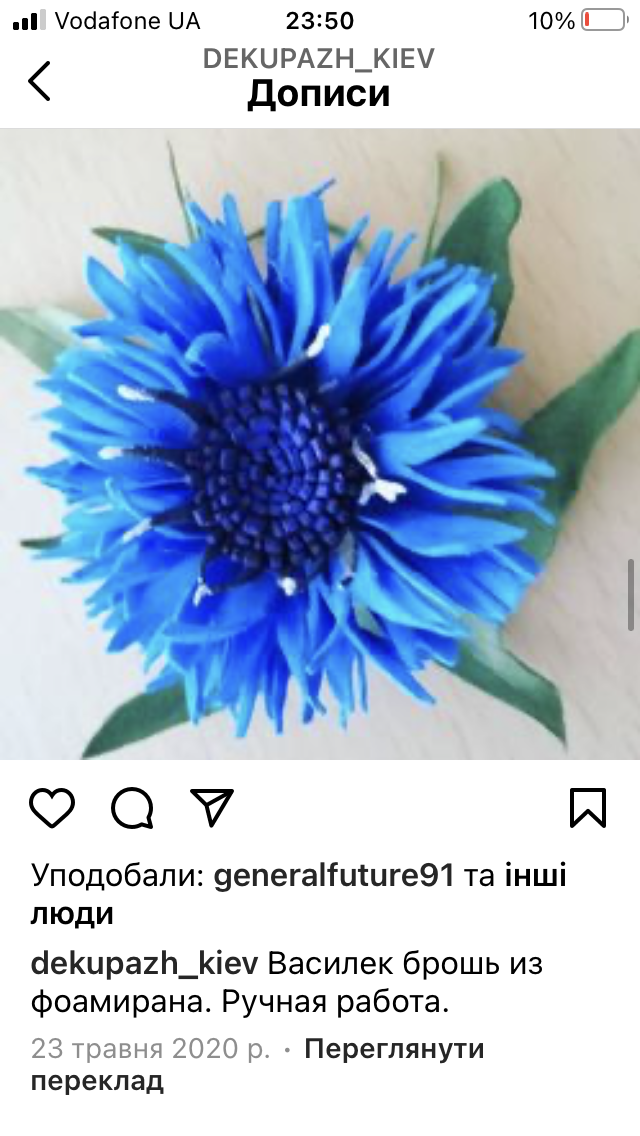 Vodafone UA 23:50 10%
DEKUPAZH_KIEV
Дописи
Уподобали: generalfuture91 та інші
люди
dekupazh_kiev Василек брошь из
фоамирана. Ручная работа.
23 травня 2020 р. · Переглянути
переклад